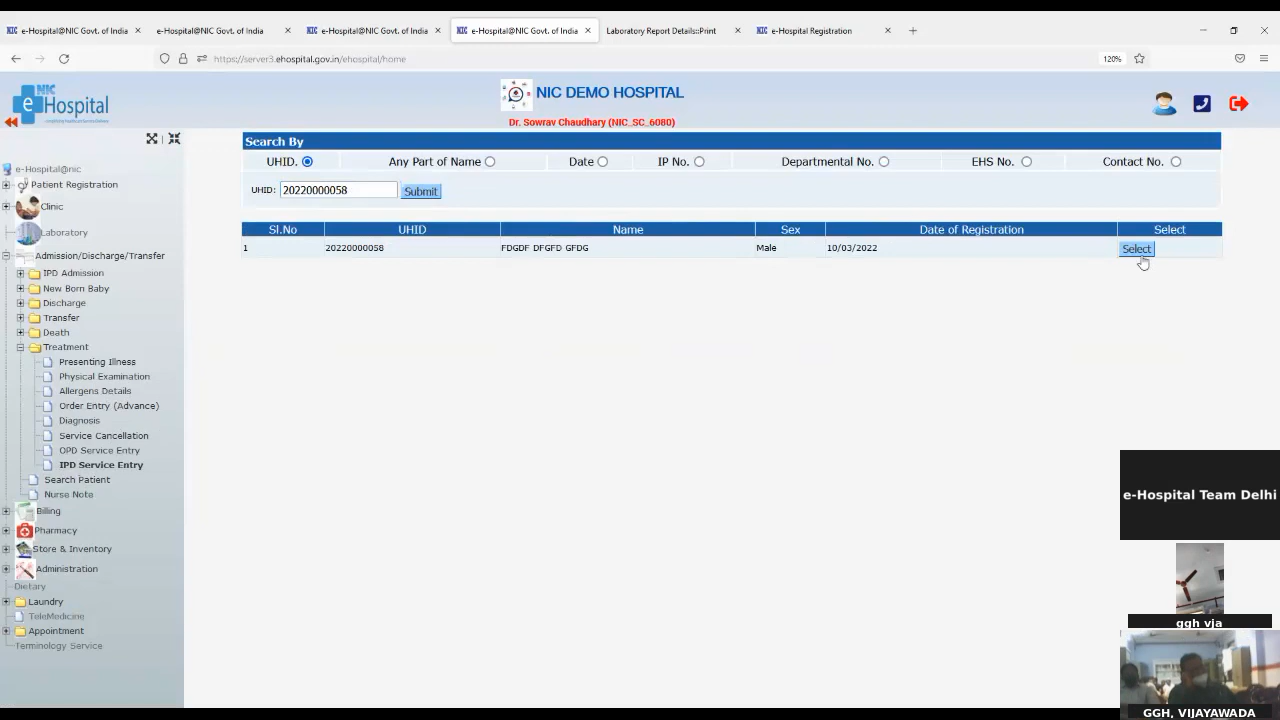 e-Hospital@NIC Govt. of India
e-Hospital@NIC Govt. of India
e-Hospital@NIC Govt. of India
e-Hospital@NIC Govt. of India
Laboratory Report Details::Print
e-Hospital Registration
https://server3.ehospital.gov.in/ehospital/home
120%
NIC
eHospital
NIC DEMO HOSPITAL
Dr. Sowrav Chaudhary (NIC_SC_6080)
e-Hospital@nic
Patient Registration
Clinic
Laboratory
Admission/Discharge/Transfer
IPD Admission
New Born Baby
Discharge
Transfer
Death
Treatment
Presenting Illness
Physical Examination
Allergens Details
Order Entry (Advance)
Diagnosis
Service Cancellation
OPD Service Entry
IPD Service Entry
Search Patient
Nurse Note
Billing
Pharmacy
Store & Inventory
Administration
Dietary
Laundry
TeleMedicine
Appointment
Terminology Service
Search By
UHID. Any Part of Name Date IP No. Departmental No. EHS No. Contact No.
UHID: 20220000058 Submit
Sl.No UHID Name Sex Date of Registration Select
1 20220000058 FDGDF DFGFD GFDG Male 10/03/2022 Select
e-Hospital Team Delhi
ggh vja
GGH, VIJAYAWADA